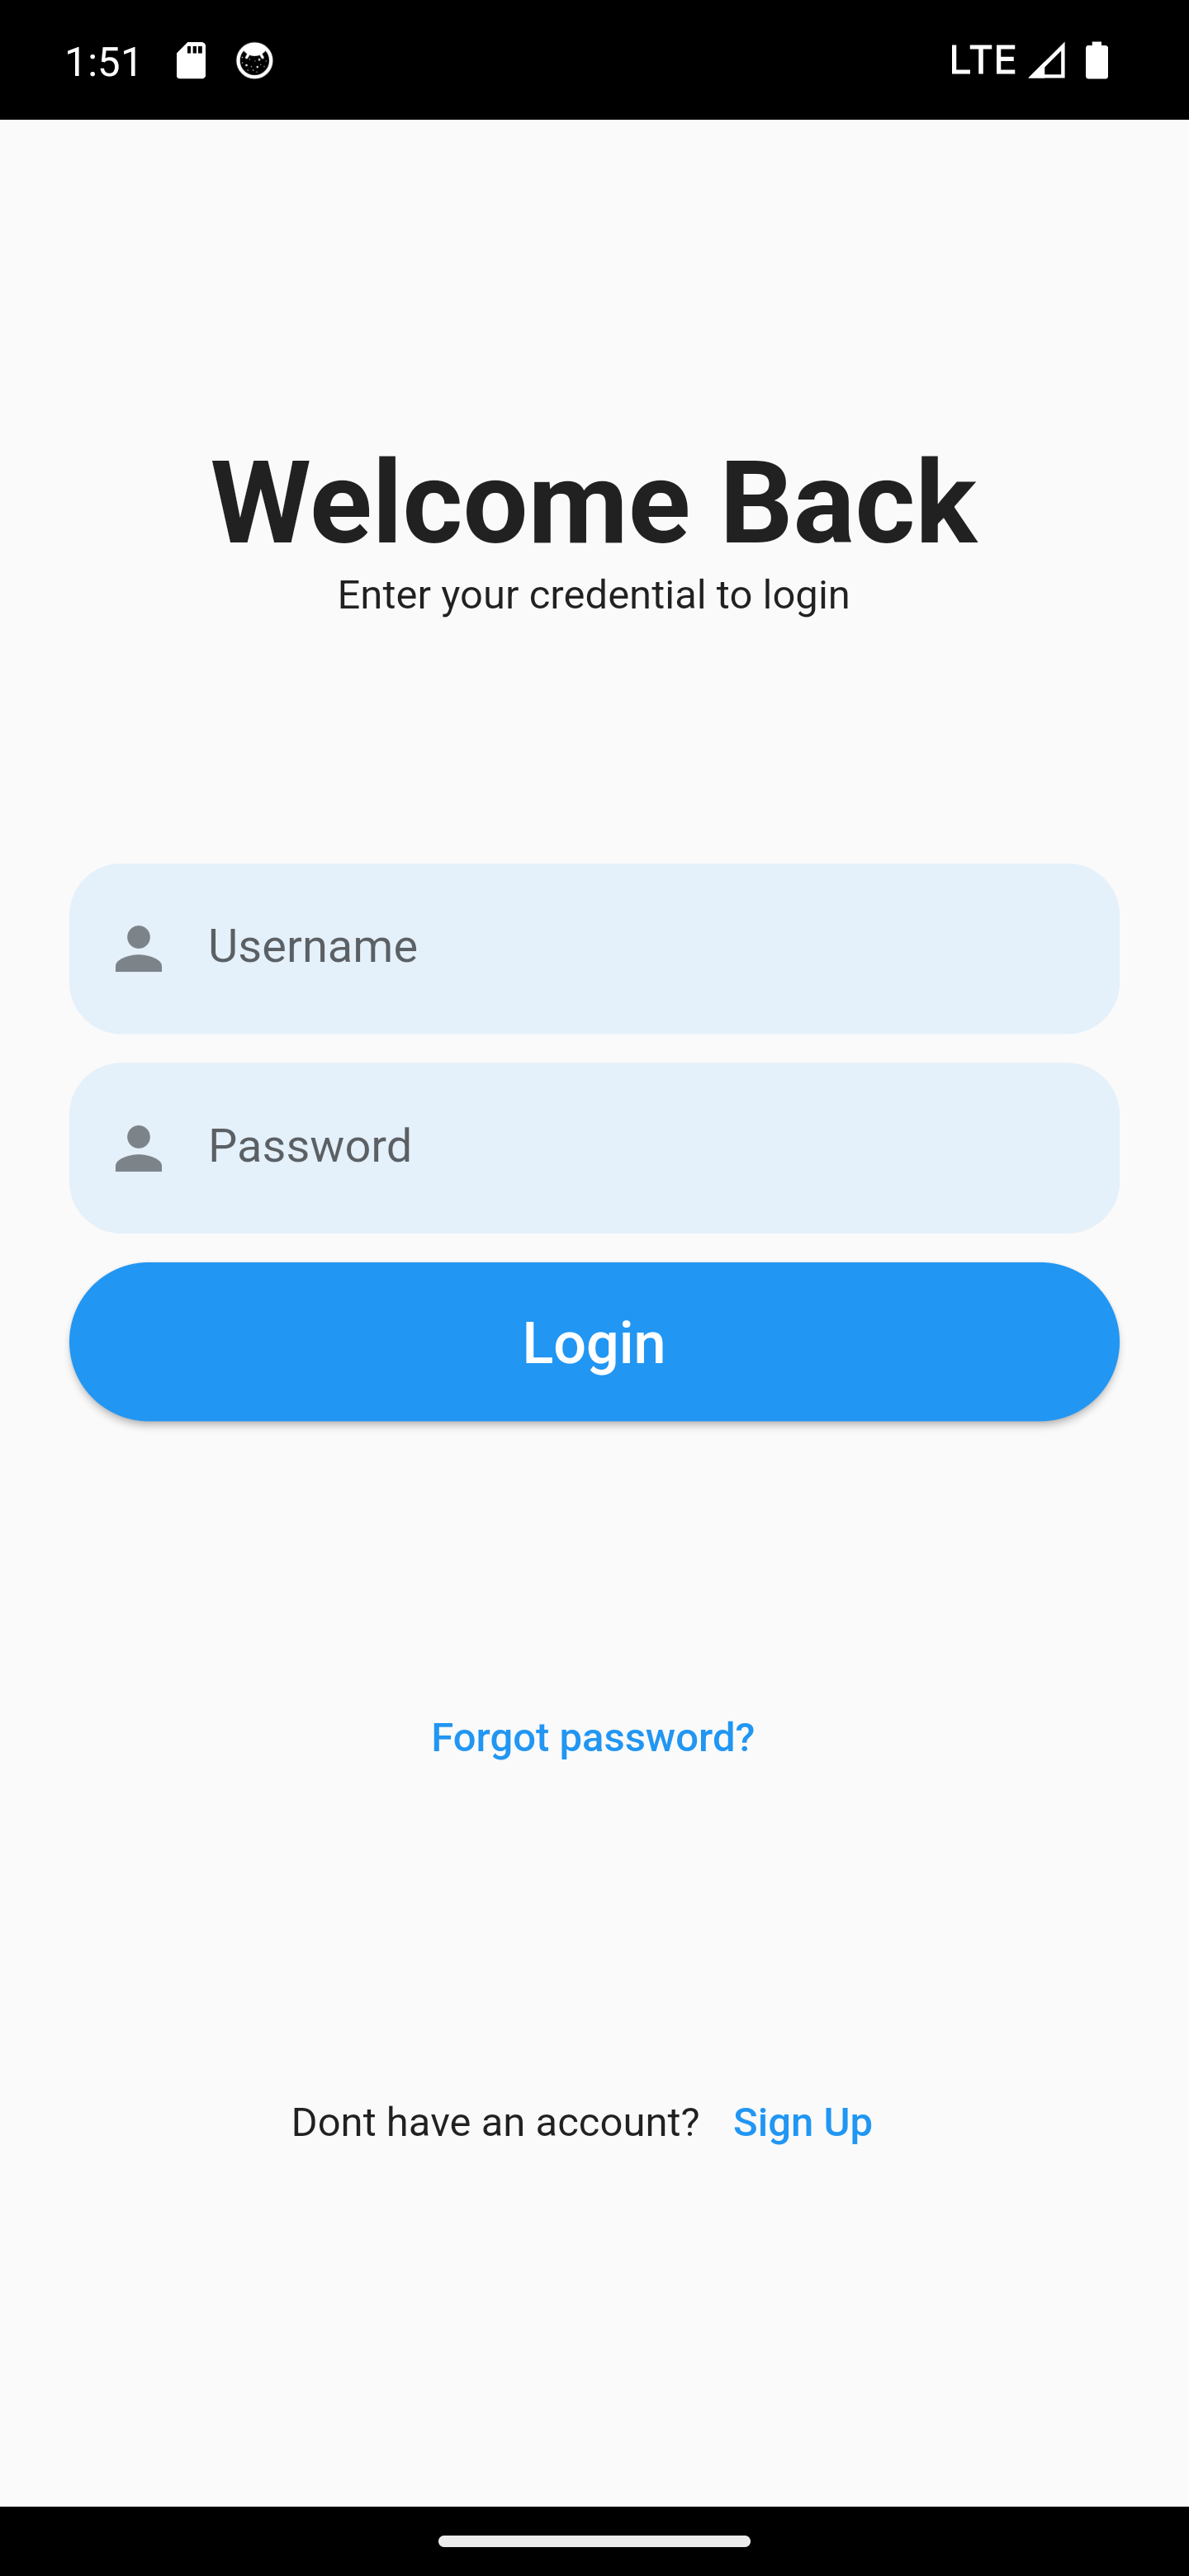 1:51 LTE
Welcome Back
Enter your credential to login
Username
Password
Login
Forgot password?
Dont have an account? Sign Up